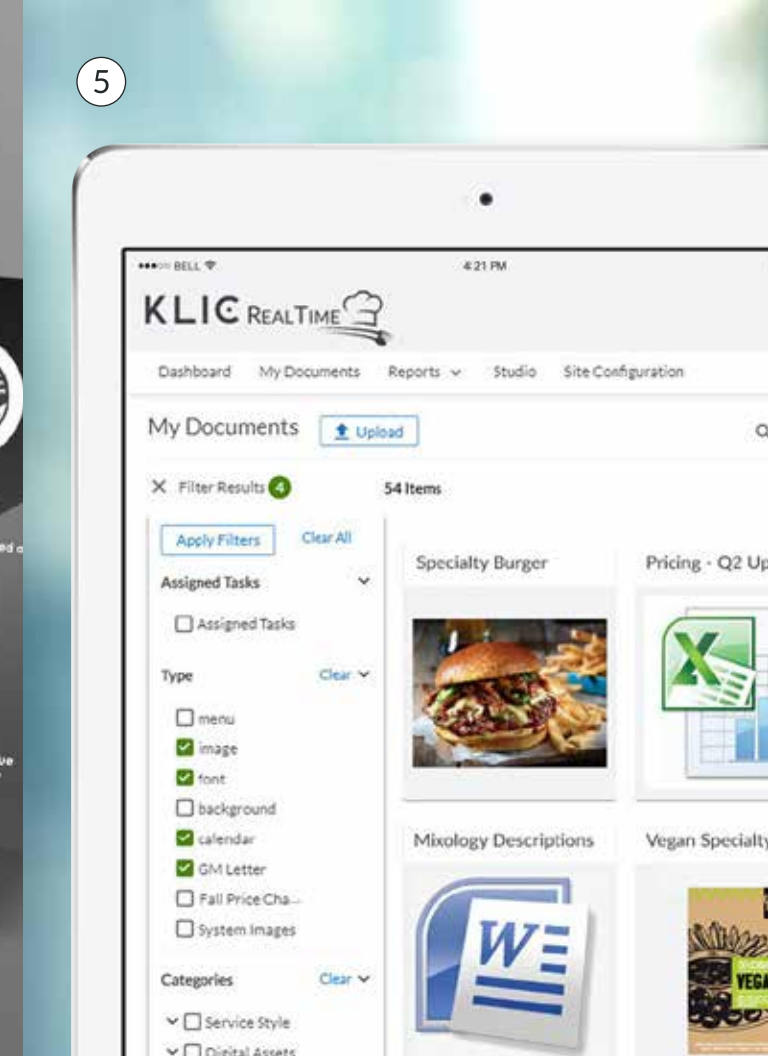 5
BELL
4:21 PM
KLIC REALTIME
Dashboard My Documents Reports Studio Site Configuration
My Documents Upload
Filter Results 4 54 Items
Apply Filters Clear All
Assigned Tasks
Assigned Tasks
Type Clear
menu
image
font
background
calendar
GM Letter
Fall Price Cha...
System Images
Categories Clear
Service Style
Digital Assets
Specialty Burger
Pricing - Q2 Up
X
Mixology Descriptions
W
Vegan Specialty
VEGA